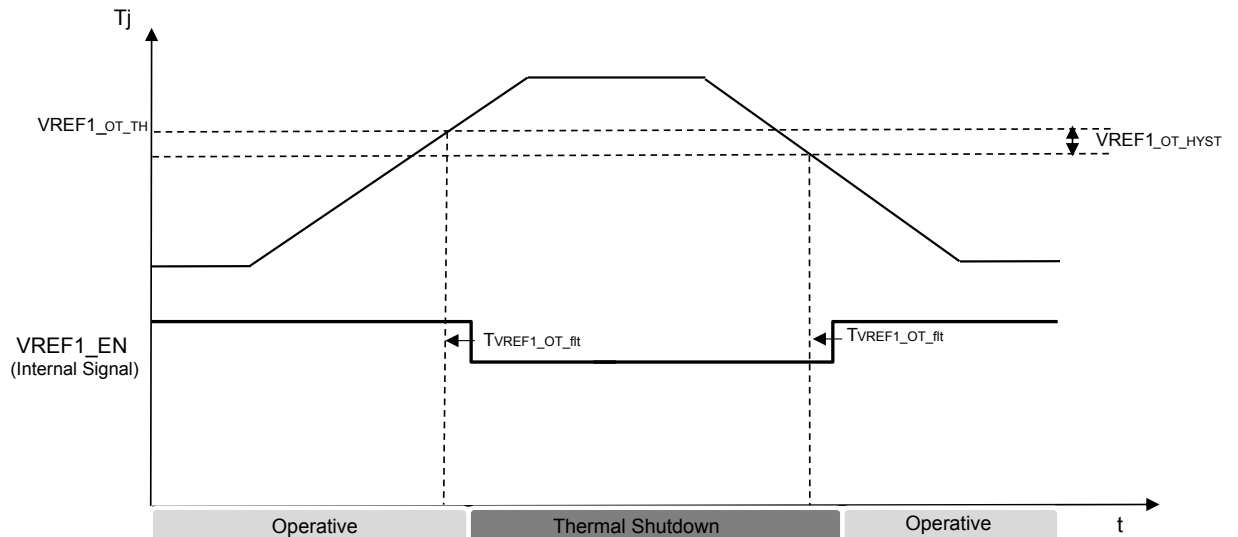 Tj
VREF1_OT_TH
VREF1_OT_HYST
VREF1_EN
(Internal Signal)
TVREF1_OT_flt
TVREF1_OT_flt
Operative
Thermal Shutdown
Operative
t